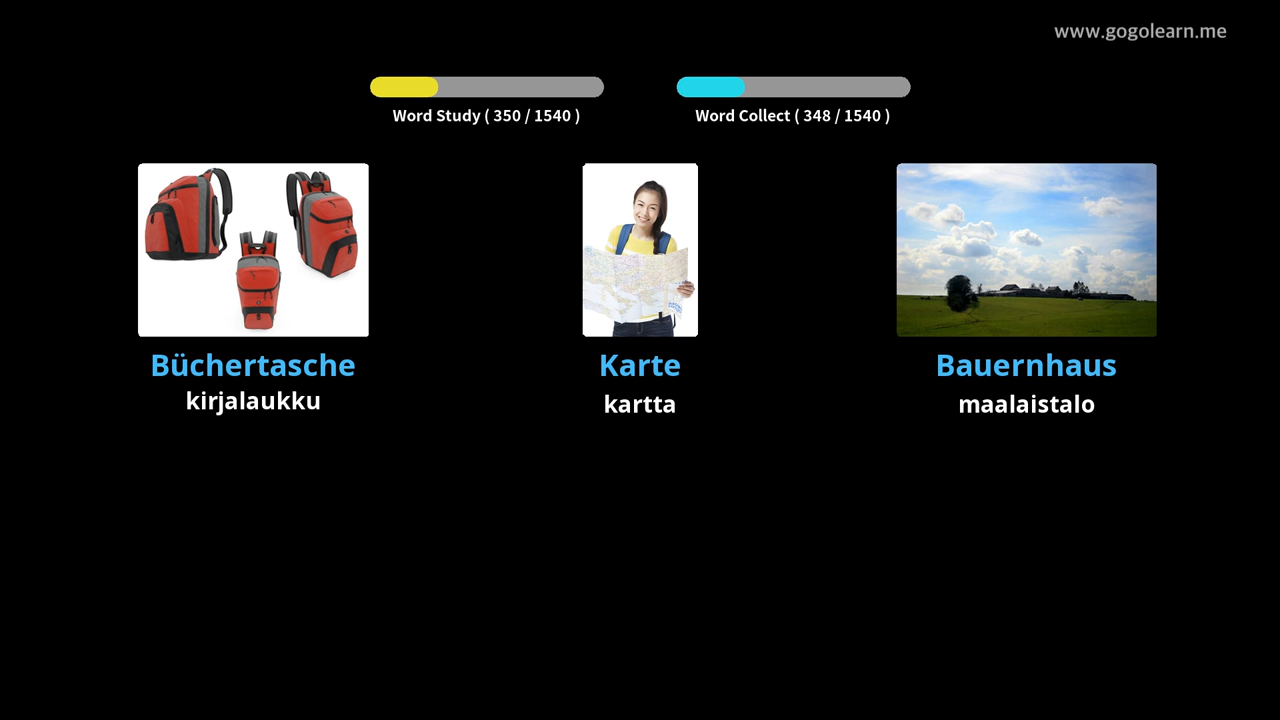 www.gogolearn.me
Word Study ( 350 / 1540 )
Word Collect ( 348 / 1540 )
Büchertasche
kirjalaukku
Karte
kartta
Bauernhaus
maalaistalo